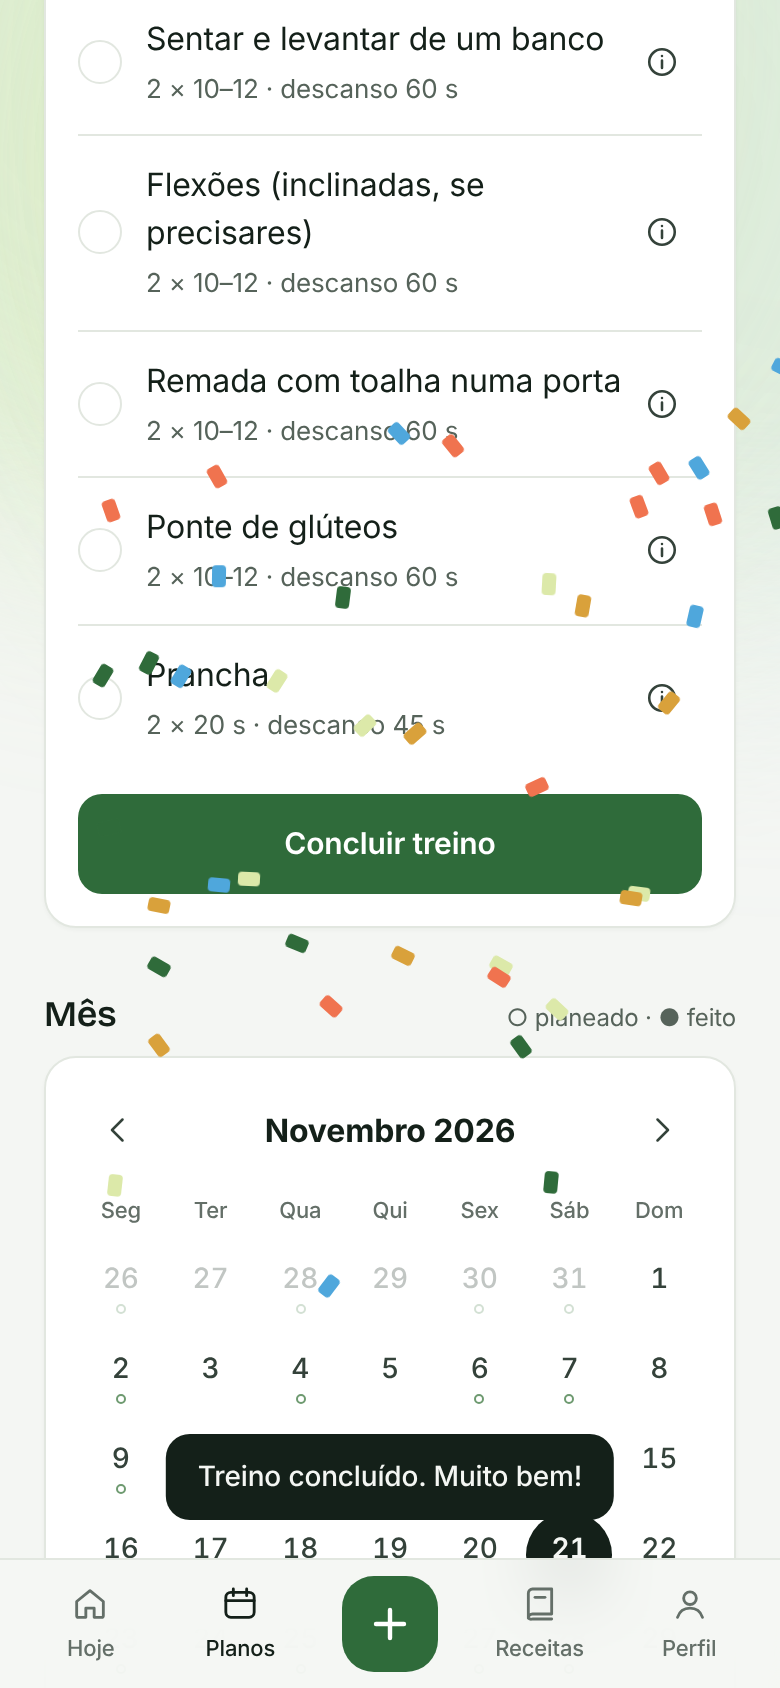 Sentar e levantar de um banco
2 × 10–12 · descanso 60 s
Flexões (inclinadas, se
precisares)
2 × 10–12 · descanso 60 s
Remada com toalha numa porta
2 × 10–12 · descanso 60 s
Ponte de glúteos
2 × 10–12 · descanso 60 s
Prancha
2 × 20 s · descanso 45 s
Concluir treino
Mês
planeado · feito
Novembro 2026
Seg Ter Qua Qui Sex Sáb Dom
26 27 28 29 30 31 1
2 3 4 5 6 7 8
9 15
Treino concluído. Muito bem!
16 17 18 19 20 21 22
Hoje Planos Receitas Perfil